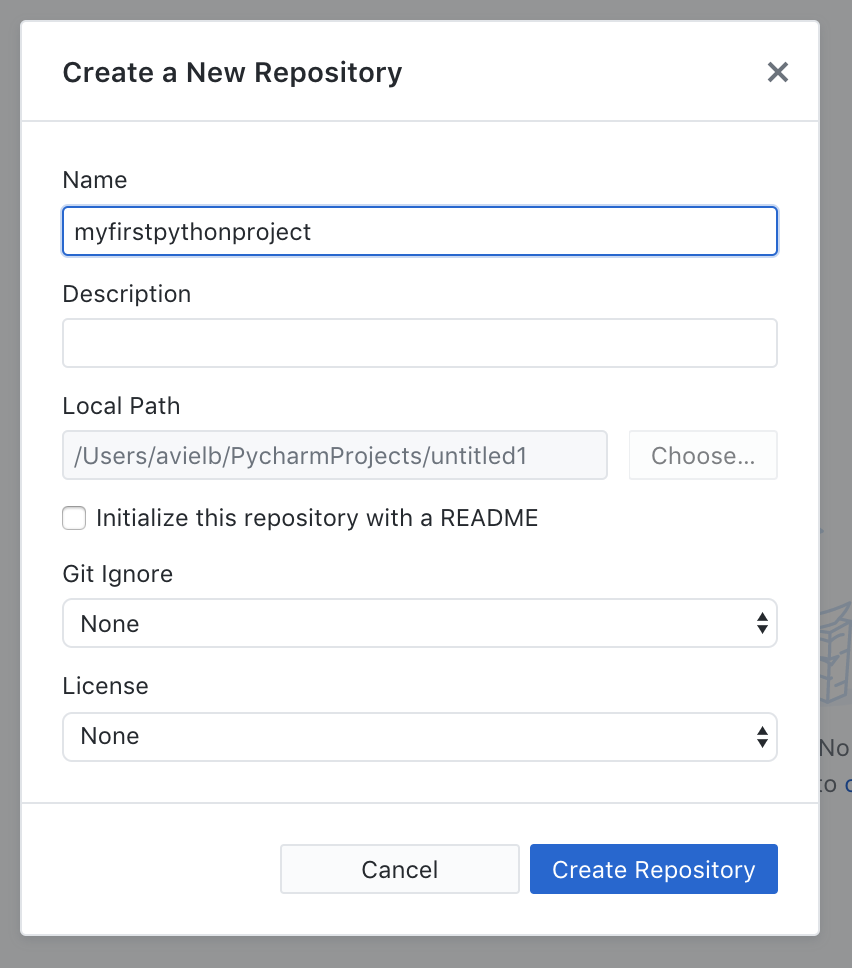 Create a New Repository
Name
myfirstpythonproject
Description
Local Path
/Users/avielb/PycharmProjects/untitled1
Choose...
Initialize this repository with a README
Git Ignore
None
License
None
No
to
Cancel
Create Repository